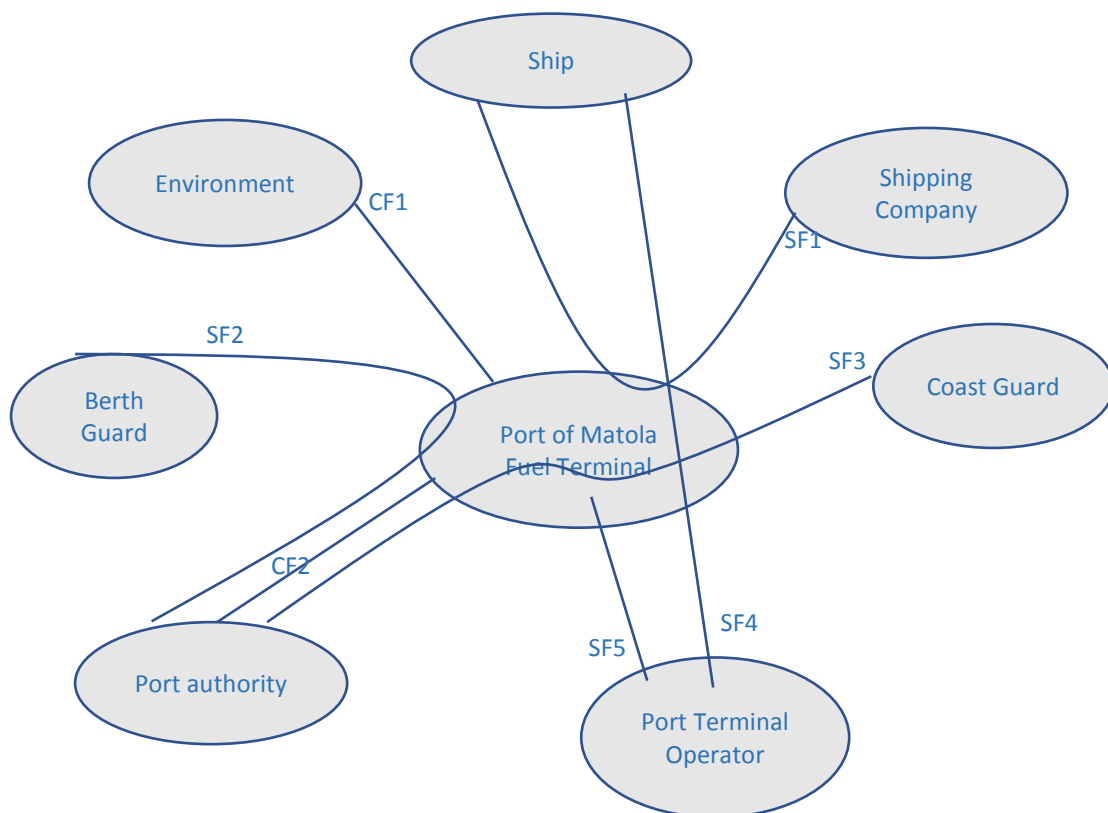 Ship
Environment
CF1
Shipping
Company
SF1
SF2
SF3
Berth
Guard
Coast Guard
Port of Matola
Fuel Terminal
CF2
Port authority
SF5
SF4
Port Terminal
Operator